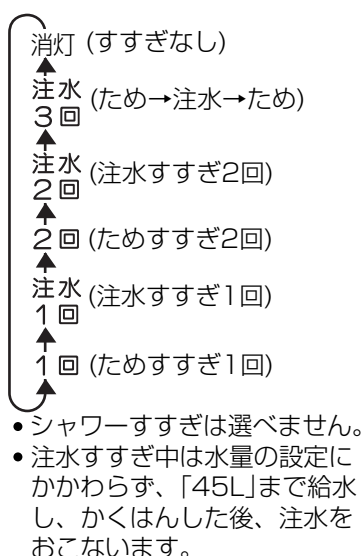 消灯 (すすぎなし)
注水
3回 (ため→注水→ため)
注水
2回 (注水すすぎ2回)
2回 (ためすすぎ2回)
注水
1回 (注水すすぎ1回)
1回 (ためすすぎ1回)
•シャワーすすぎは選べません。
•注水すすぎ中は水量の設定に
かかわらず、「45L」まで給水
し、かくはんした後、注水を
おこないます。